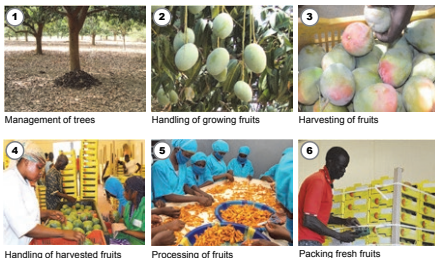 1
Management of trees
2
Handling of growing fruits
3
Harvesting of fruits
4
Handling of harvested fruits
5
Processing of fruits
6
Packing fresh fruits